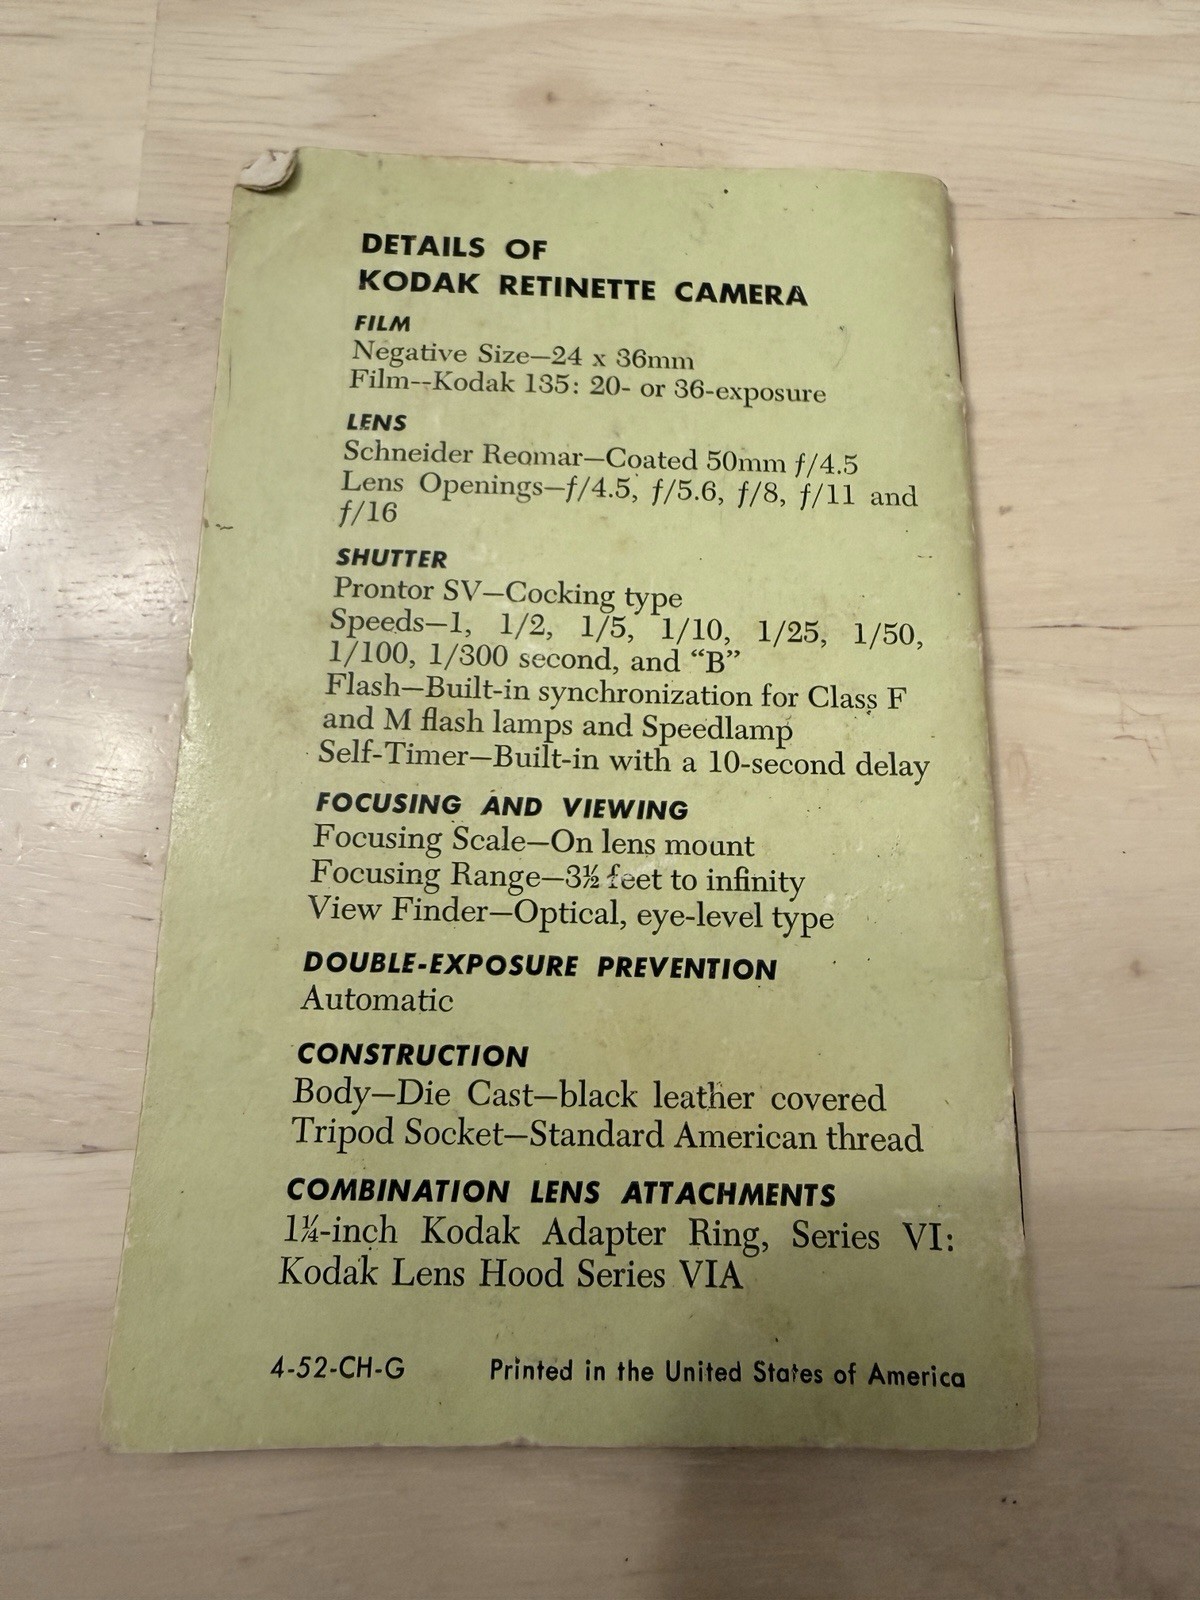 DETAILS OF
KODAK RETINETTE CAMERA
FILM
Negative Size—24 x 36mm
Film--Kodak 135: 20- or 36-exposure
LENS
Schneider Reomar—Coated 50mm f/4.5
Lens Openings—f/4.5, f/5.6, f/8, f/11 and
f/16
SHUTTER
Prontor SV—Cocking type
Speeds—1, 1/2, 1/5, 1/10, 1/25, 1/50,
1/100, 1/300 second, and “B”
Flash—Built-in synchronization for Class F
and M flash lamps and Speedlamp
Self-Timer—Built-in with a 10-second delay
FOCUSING AND VIEWING
Focusing Scale—On lens mount
Focusing Range—3½ feet to infinity
View Finder—Optical, eye-level type
DOUBLE-EXPOSURE PREVENTION
Automatic
CONSTRUCTION
Body—Die Cast—black leather covered
Tripod Socket—Standard American thread
COMBINATION LENS ATTACHMENTS
1¼-inch Kodak Adapter Ring, Series VI:
Kodak Lens Hood Series VIA
4-52-CH-G Printed in the United States of America